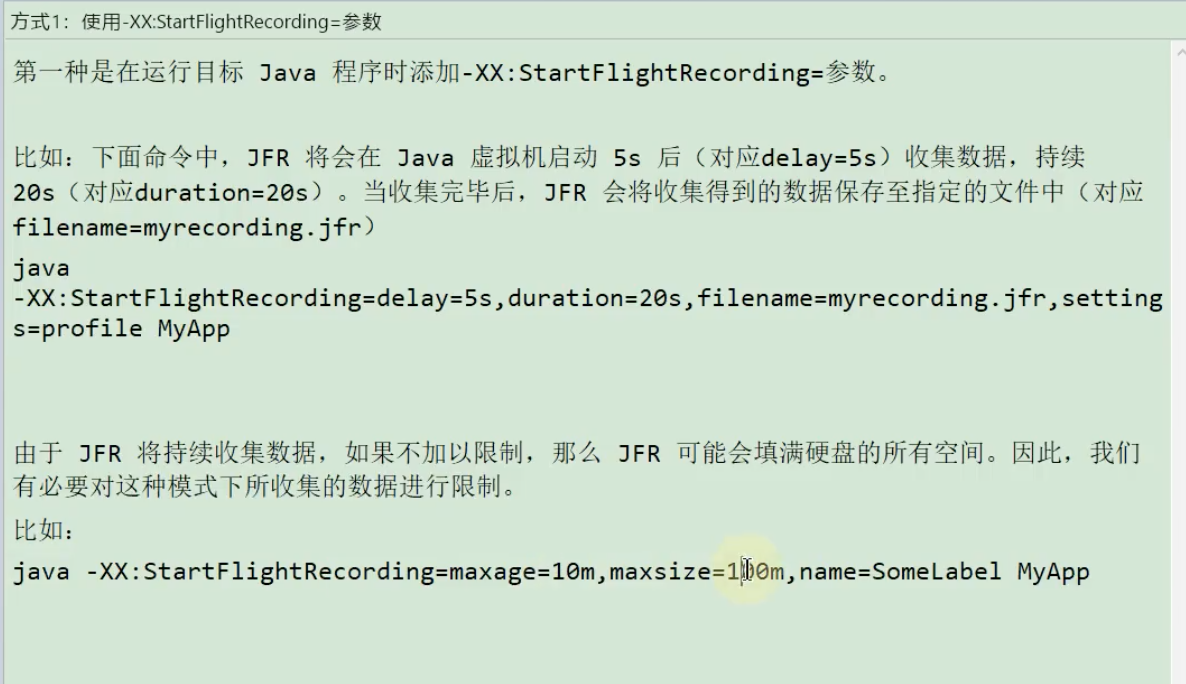 方式1：使用-XX:StartFlightRecording=参数
第一种是在运行目标 Java 程序时添加-XX:StartFlightRecording=参数。
比如：下面命令中，JFR 将会在 Java 虚拟机启动 5s 后（对应delay=5s）收集数据，持续
20s（对应duration=20s）。当收集完毕后，JFR 会将收集得到的数据保存至指定的文件中（对应
filename=myrecording.jfr）
java
-XX:StartFlightRecording=delay=5s,duration=20s,filename=myrecording.jfr,setting
s=profile MyApp
由于 JFR 将持续收集数据，如果不加以限制，那么 JFR 可能会填满硬盘的所有空间。因此，我们
有必要对这种模式下所收集的数据进行限制。
比如：
java -XX:StartFlightRecording=maxage=10m,maxsize=100m,name=SomeLabel MyApp